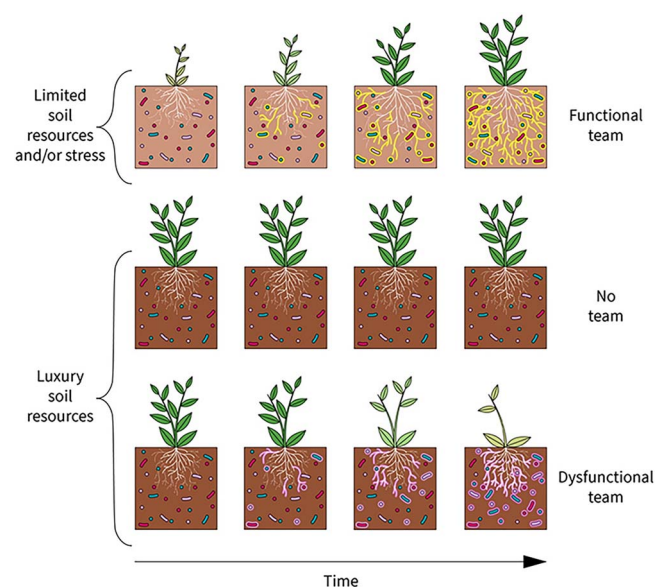 Limited
soil
resources
and/or stress
Functional
team
No
team
Luxury
soil
resources
Dysfunctional
team
Time